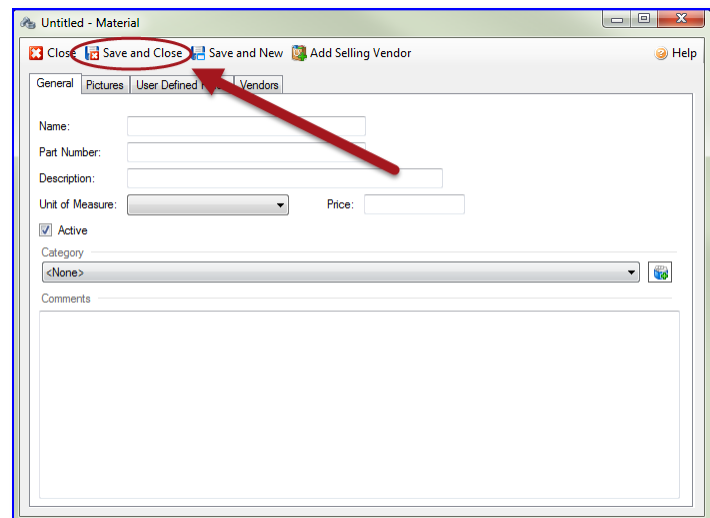 Untitled - Material
Close Save and Close Save and New Add Selling Vendor Help
General Pictures User Defined Vendors
Name:
Part Number:
Description:
Unit of Measure: Price:
Active
Category
<None>
Comments